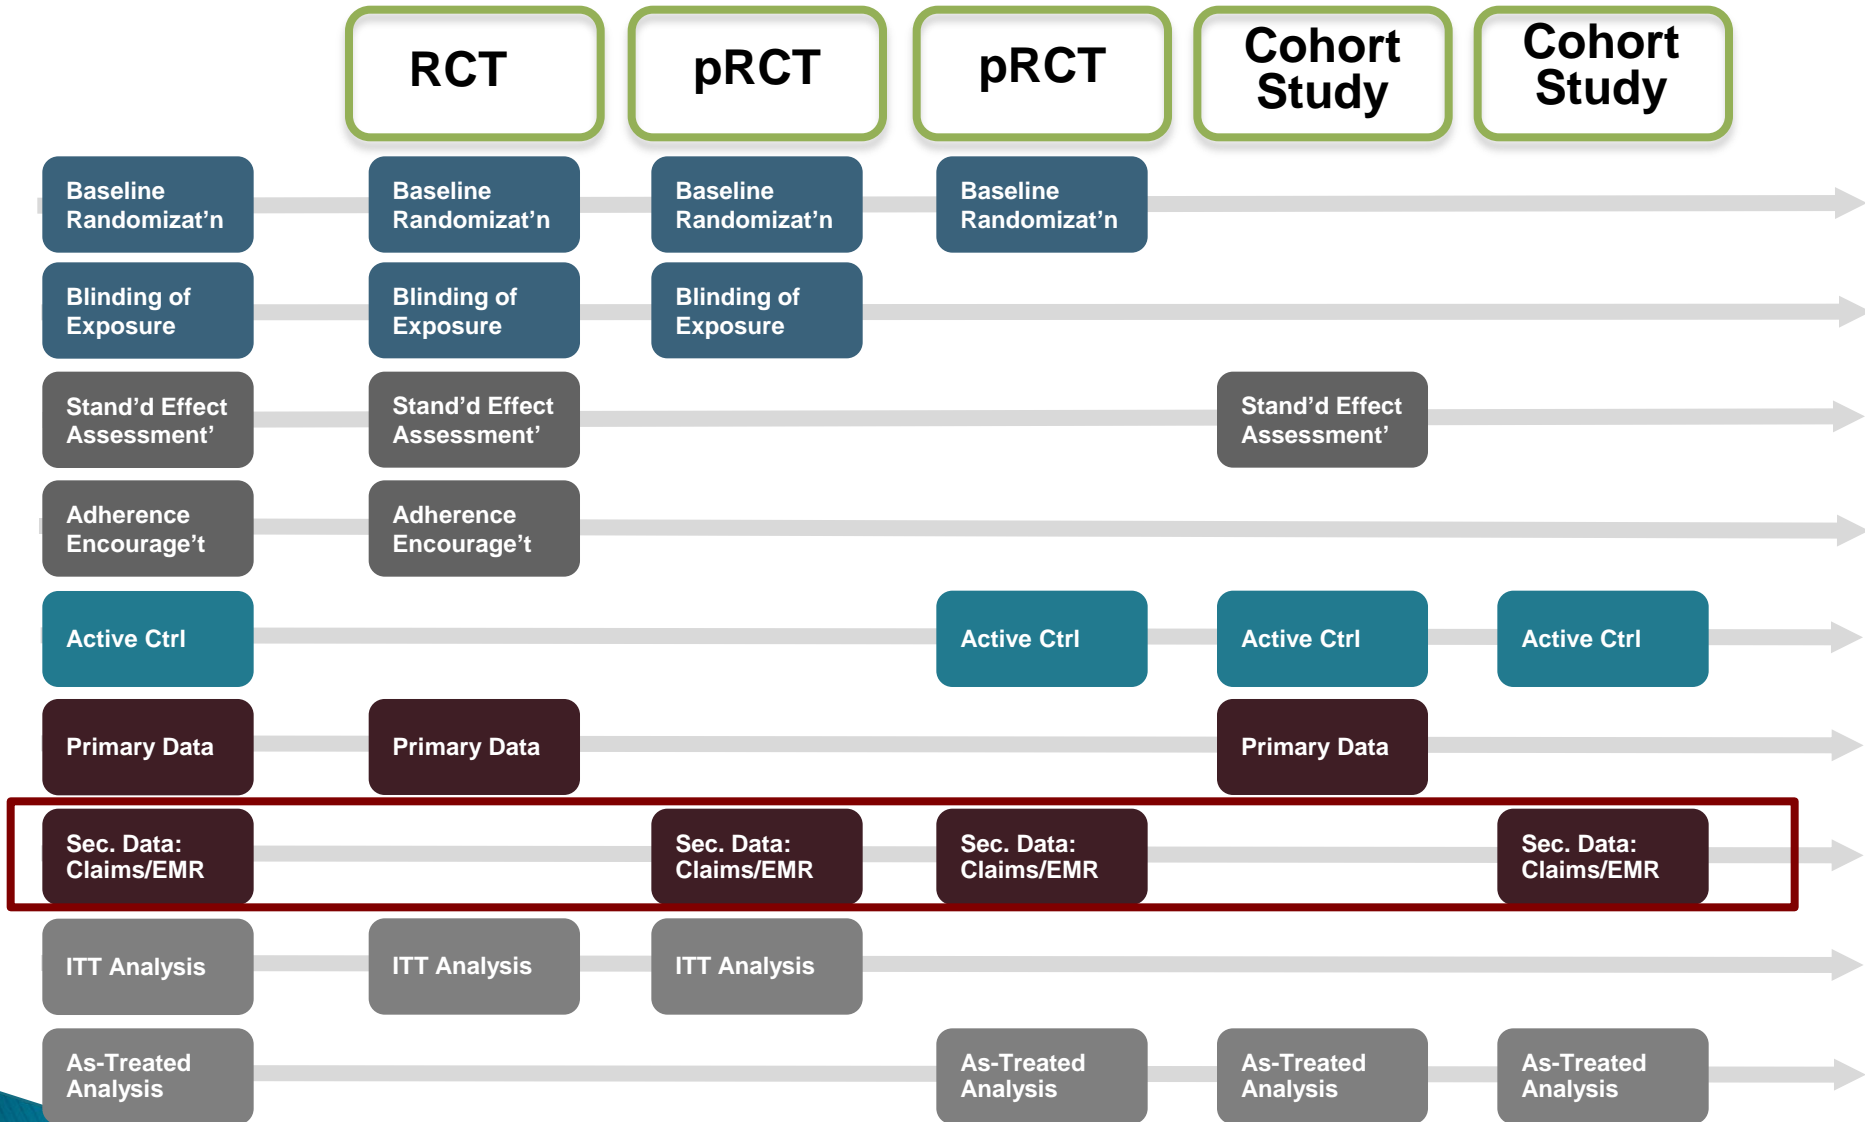 RCT
pRCT
pRCT
Cohort
Study
Cohort
Study
Baseline
Randomizat’n
Baseline
Randomizat’n
Baseline
Randomizat’n
Baseline
Randomizat’n
Blinding of
Exposure
Blinding of
Exposure
Blinding of
Exposure
Stand’d Effect
Assessment’
Stand’d Effect
Assessment’
Stand’d Effect
Assessment’
Adherence
Encourage’t
Adherence
Encourage’t
Active Ctrl
Active Ctrl
Active Ctrl
Active Ctrl
Primary Data
Primary Data
Primary Data
Sec. Data:
Claims/EMR
Sec. Data:
Claims/EMR
Sec. Data:
Claims/EMR
Sec. Data:
Claims/EMR
ITT Analysis
ITT Analysis
ITT Analysis
As-Treated
Analysis
As-Treated
Analysis
As-Treated
Analysis
As-Treated
Analysis